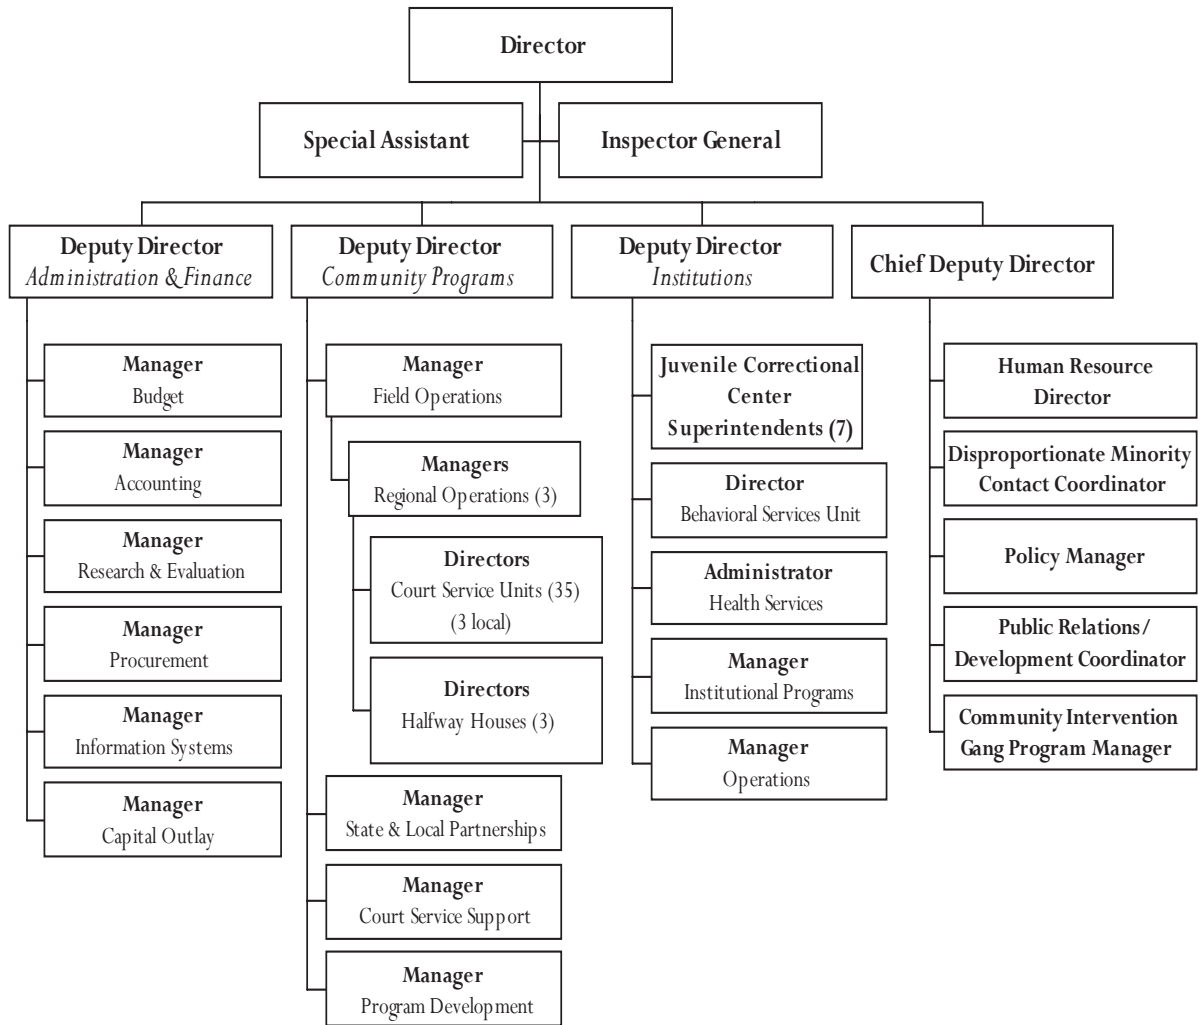 Director
Special Assistant
Inspector General
Deputy Director
Administration & Finance
Deputy Director
Community Programs
Deputy Director
Institutions
Chief Deputy Director
Manager
Budget
Manager
Accounting
Manager
Research & Evaluation
Manager
Procurement
Manager
Information Systems
Manager
Capital Outlay
Manager
Field Operations
Managers
Regional Operations (3)
Directors
Court Service Units (35)
(3 local)
Directors
Halfway Houses (3)
Manager
State & Local Partnerships
Manager
Court Service Support
Manager
Program Development
Juvenile Correctional
Center
Superintendents (7)
Director
Behavioral Services Unit
Administrator
Health Services
Manager
Institutional Programs
Manager
Operations
Human Resource
Director
Disproportionate Minority
Contact Coordinator
Policy Manager
Public Relations/
Development Coordinator
Community Intervention
Gang Program Manager